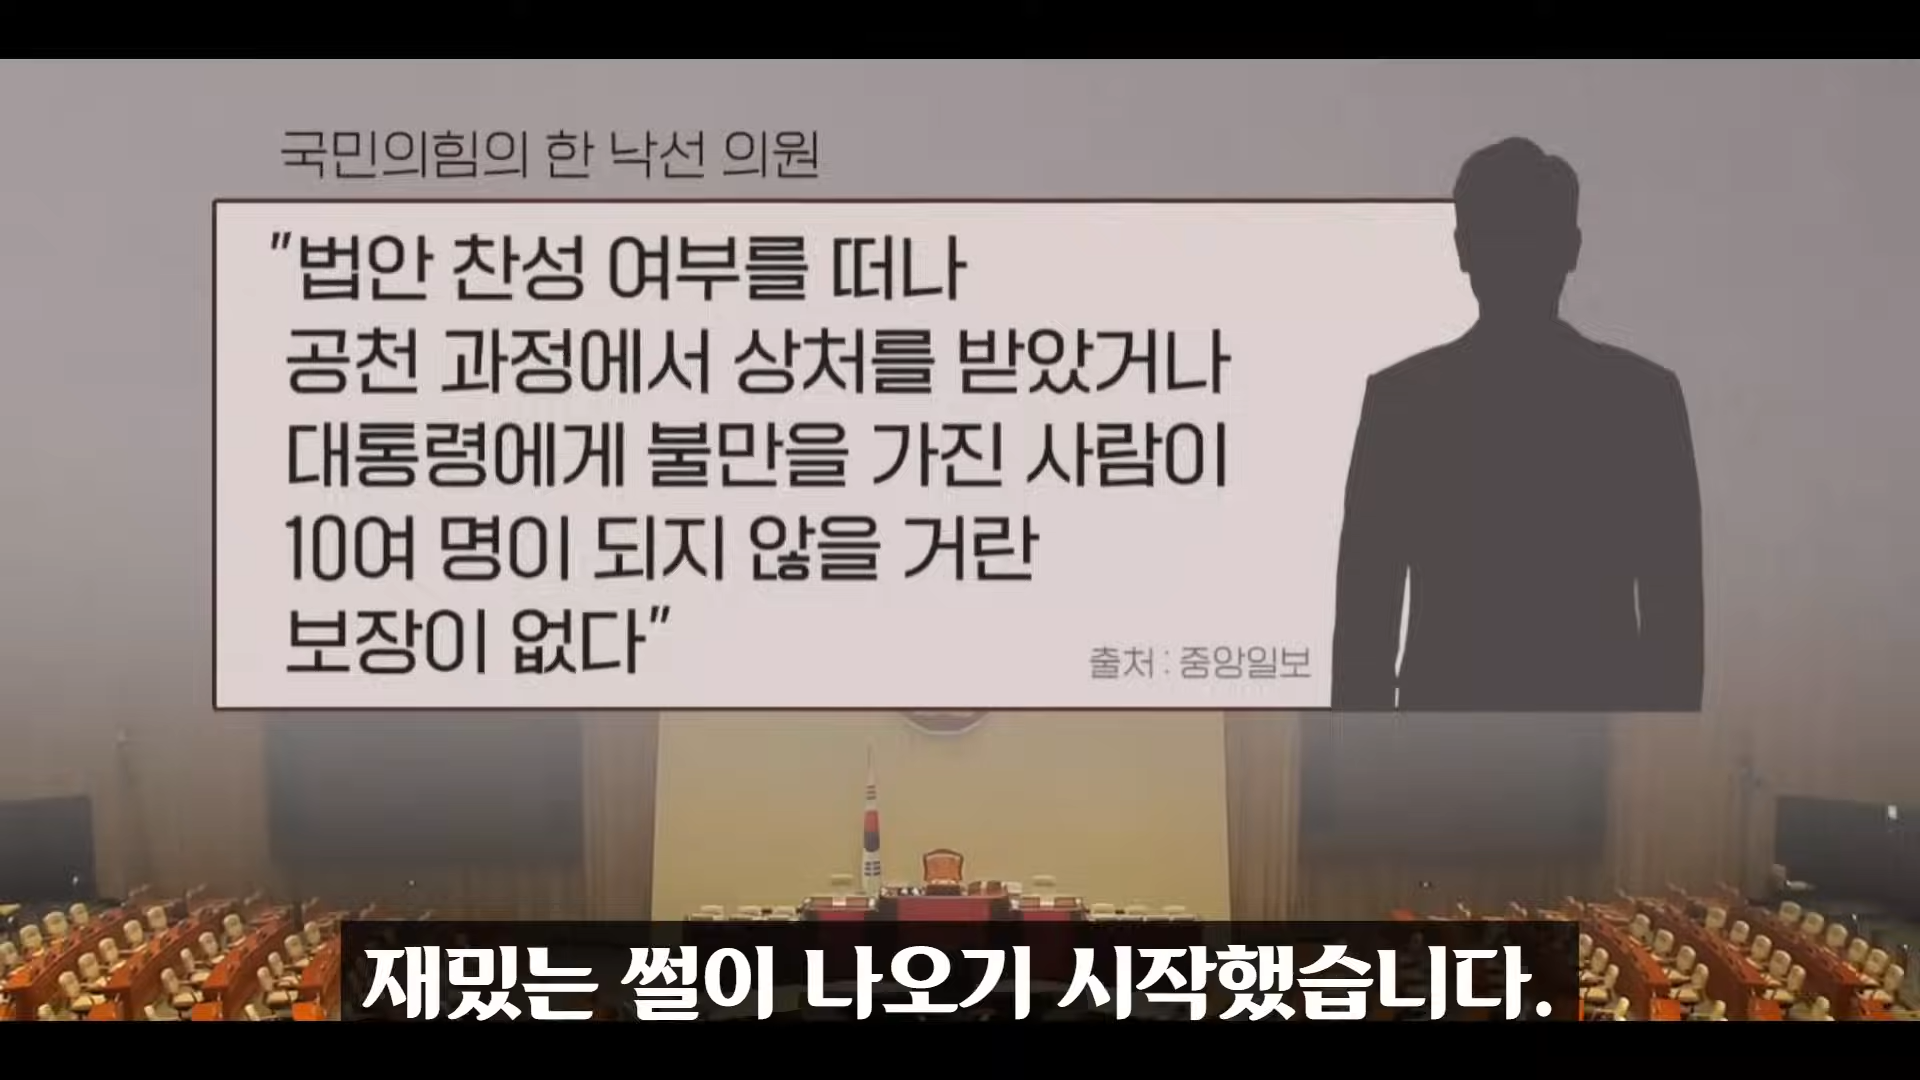 국민의힘의 한 낙선 의원
"법안 찬성 여부를 떠나
공천 과정에서 상처를 받았거나
대통령에게 불만을 가진 사람이
10여 명이 되지 않을 거란
보장이 없다"
출처 : 중앙일보
재밌는 썰이 나오기 시작했습니다.